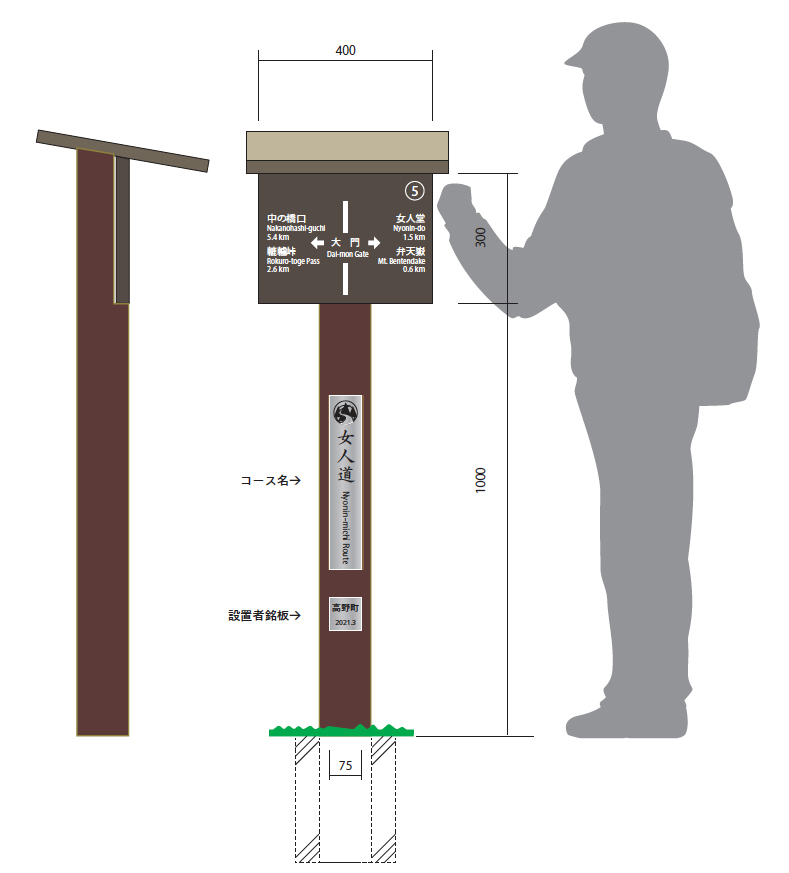 400
5
中の橋口
Nakanohashi-guchi
5.4 km
轆轤峠
Rokuro-toge Pass
2.6 km
大 門
Dai-mon Gate
女人堂
Nyonin-do
1.5 km
弁天嶽
Mt. Bentendake
0.6 km
300
1000
コース名→
女人道
Nyonin-michi Route
設置者銘板→
高野町
2021.3
75